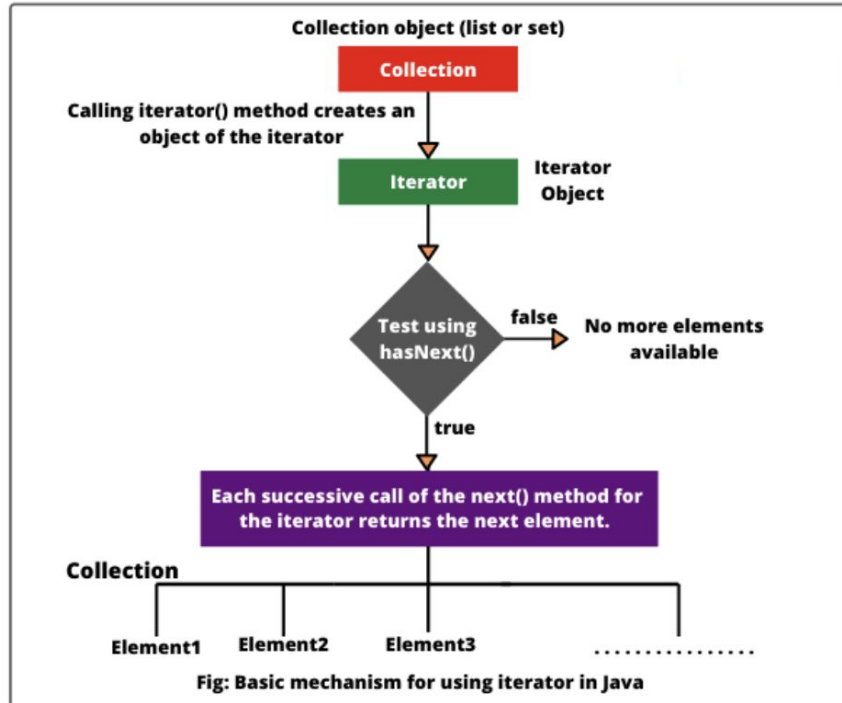 Collection object (list or set)
Collection
Calling iterator() method creates an
object of the iterator
Iterator
Iterator
Object
Test using
hasNext()
false
No more elements
available
true
Each successive call of the next() method for
the iterator returns the next element.
Collection
Element1
Element2
Element3
................
Fig: Basic mechanism for using iterator in Java